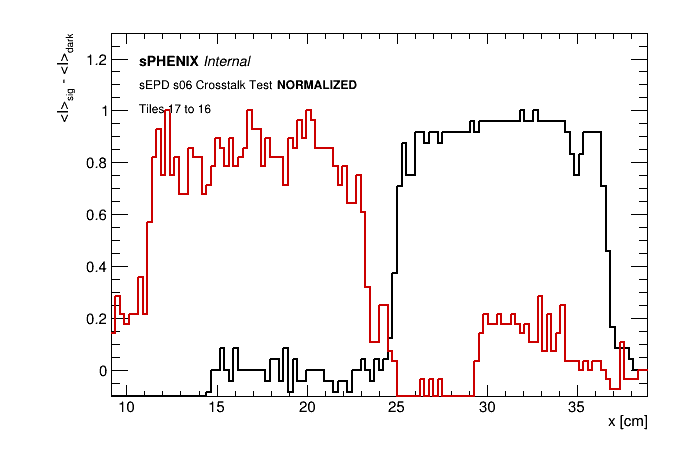 <I>sig - <I>dark
sPHENIX Internal
sEPD s06 Crosstalk Test NORMALIZED
Tiles 17 to 16
1.2
1
0.8
0.6
0.4
0.2
0
10 15 20 25 30 35
x [cm]